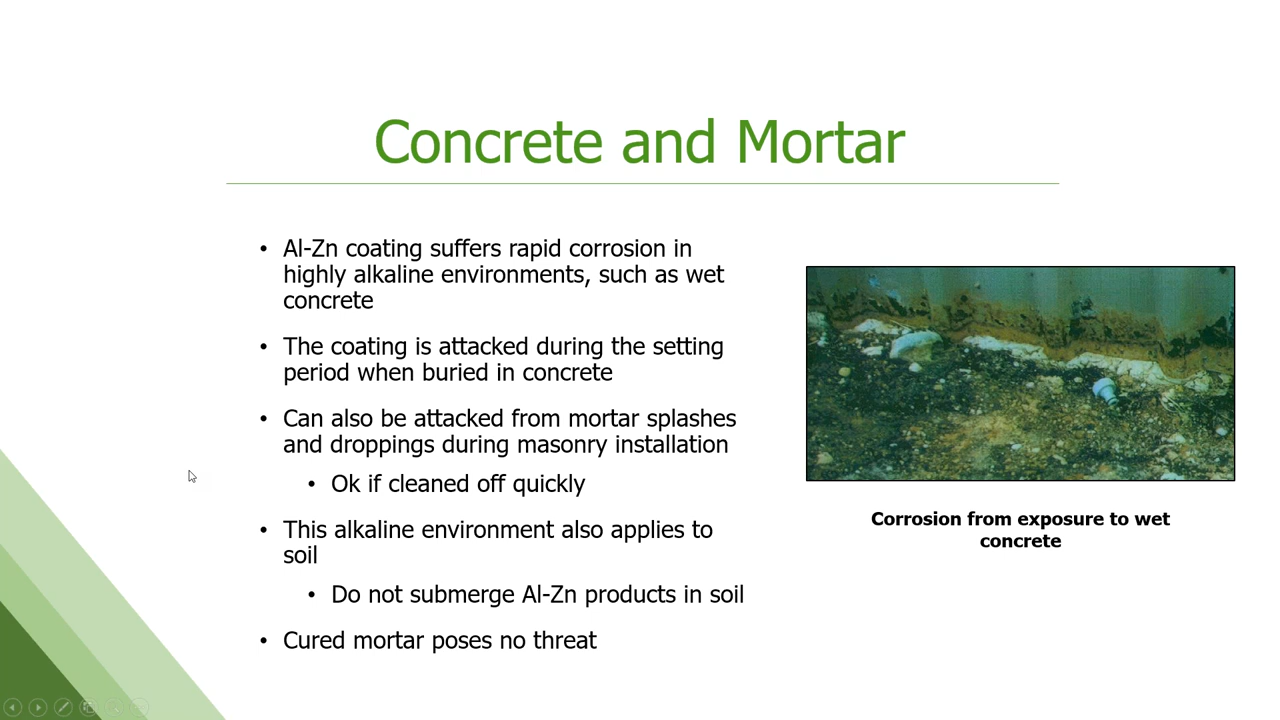 Concrete and Mortar
• Al-Zn coating suffers rapid corrosion in
highly alkaline environments, such as wet
concrete
• The coating is attacked during the setting
period when buried in concrete
• Can also be attacked from mortar splashes
and droppings during masonry installation
• Ok if cleaned off quickly
• This alkaline environment also applies to
soil
• Do not submerge Al-Zn products in soil
• Cured mortar poses no threat
Corrosion from exposure to wet
concrete